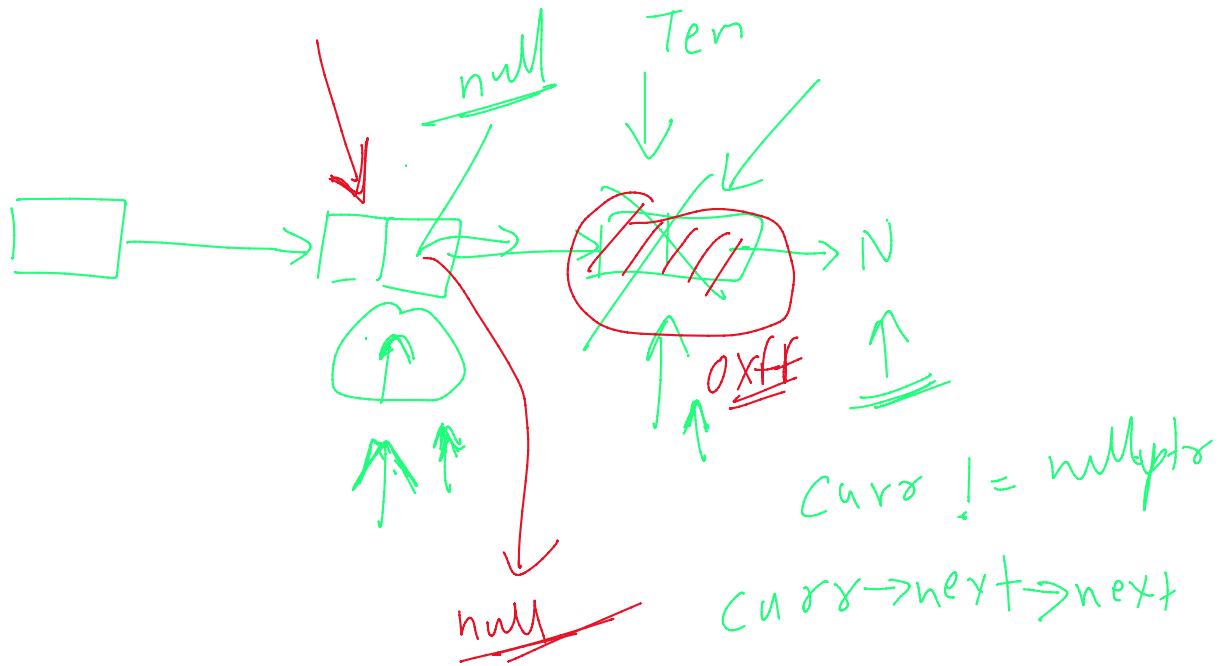 Tem
null
N
0xff
curr != nullptr
curr->next->next
null